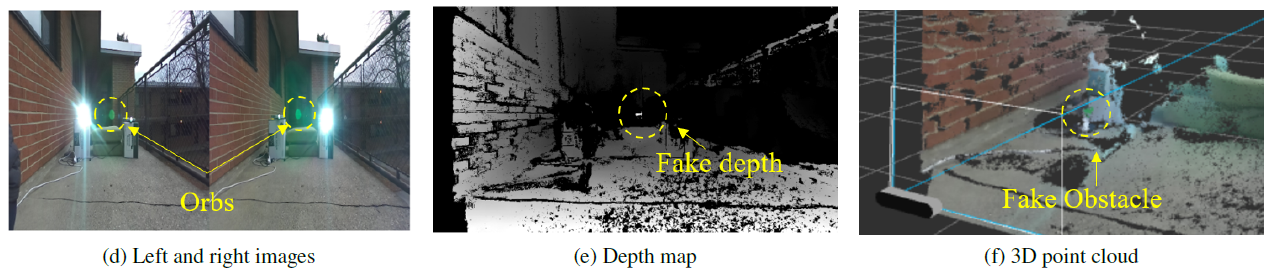 Orbs
Fake depth
Fake Obstacle
(d) Left and right images
(e) Depth map
(f) 3D point cloud